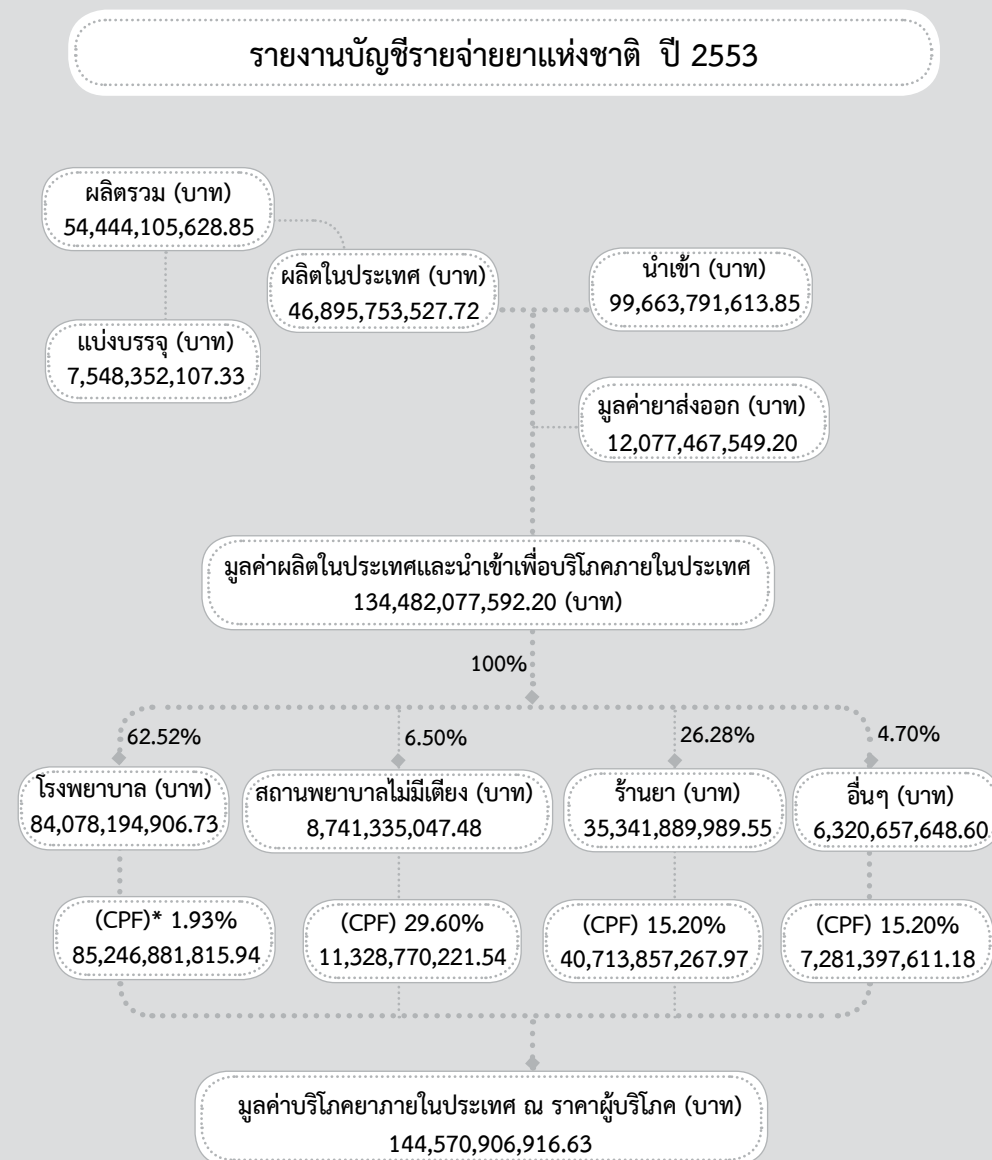 รายงานบัญชีรายจ่ายยาแห่งชาติ ปี 2553
ผลิตรวม (บาท)
54,444,105,628.85
ผลิตในประเทศ (บาท)
46,895,753,527.72
นำเข้า (บาท)
99,663,791,613.85
แบ่งบรรจุ (บาท)
7,548,352,107.33
มูลค่ายาส่งออก (บาท)
12,077,467,549.20
มูลค่าผลิตในประเทศและนำเข้าเพื่อบริโภคภายในประเทศ
134,482,077,592.20 (บาท)
100%
62.52%
6.50%
26.28%
4.70%
โรงพยาบาล (บาท)
84,078,194,906.73
สถานพยาบาลไม่มีเตียง (บาท)
8,741,335,047.48
ร้านยา (บาท)
35,341,889,989.55
อื่นๆ (บาท)
6,320,657,648.60
(CPF)* 1.93%
85,246,881,815.94
(CPF) 29.60%
11,328,770,221.54
(CPF) 15.20%
40,713,857,267.97
(CPF) 15.20%
7,281,397,611.18
มูลค่าบริโภคยาภายในประเทศ ณ ราคาผู้บริโภค (บาท)
144,570,906,916.63